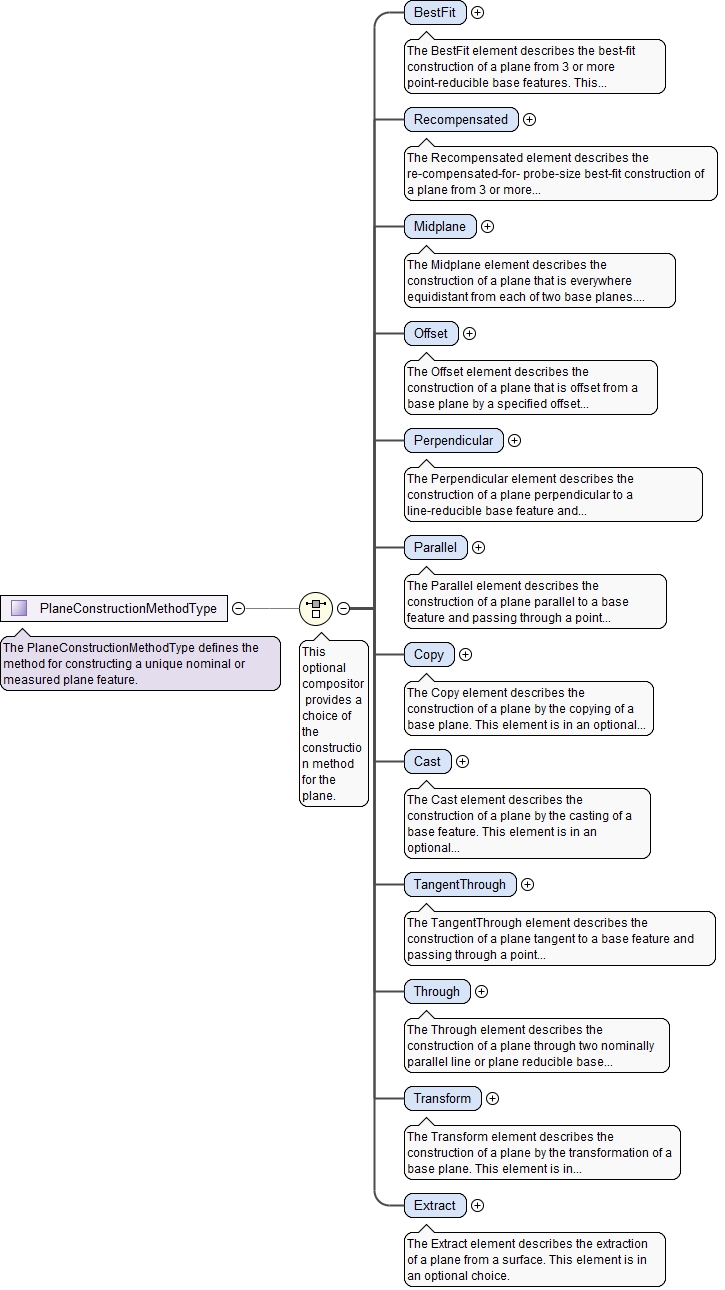 BestFit
The BestFit element describes the best-fit
construction of a plane from 3 or more
point-reducible base features. This...
Recompensated
The Recompensated element describes the
re-compensated-for- probe-size best-fit construction of
a plane from 3 or more...
Midplane
The Midplane element describes the
construction of a plane that is everywhere
equidistant from each of two base planes....
Offset
The Offset element describes the
construction of a plane that is offset from a
base plane by a specified offset...
Perpendicular
The Perpendicular element describes the
construction of a plane perpendicular to a
line-reducible base feature and...
Parallel
The Parallel element describes the
construction of a plane parallel to a base
feature and passing through a point...
PlaneConstructionMethodType
The PlaneConstructionMethodType defines the
method for constructing a unique nominal or
measured plane feature.
This
optional
compositor
provides a
choice of
the
constructio
n method
for the
plane.
Copy
The Copy element describes the
construction of a plane by the copying of a
base plane. This element is in an optional...
Cast
The Cast element describes the
construction of a plane by the casting of a
base feature. This element is in an
optional...
TangentThrough
The TangentThrough element describes the
construction of a plane tangent to a base feature and
passing through a point...
Through
The Through element describes the
construction of a plane through two nominally
parallel line or plane reducible base...
Transform
The Transform element describes the
construction of a plane by the transformation of a
base plane. This element is in...
Extract
The Extract element describes the extraction
of a plane from a surface. This element is in
an optional choice.